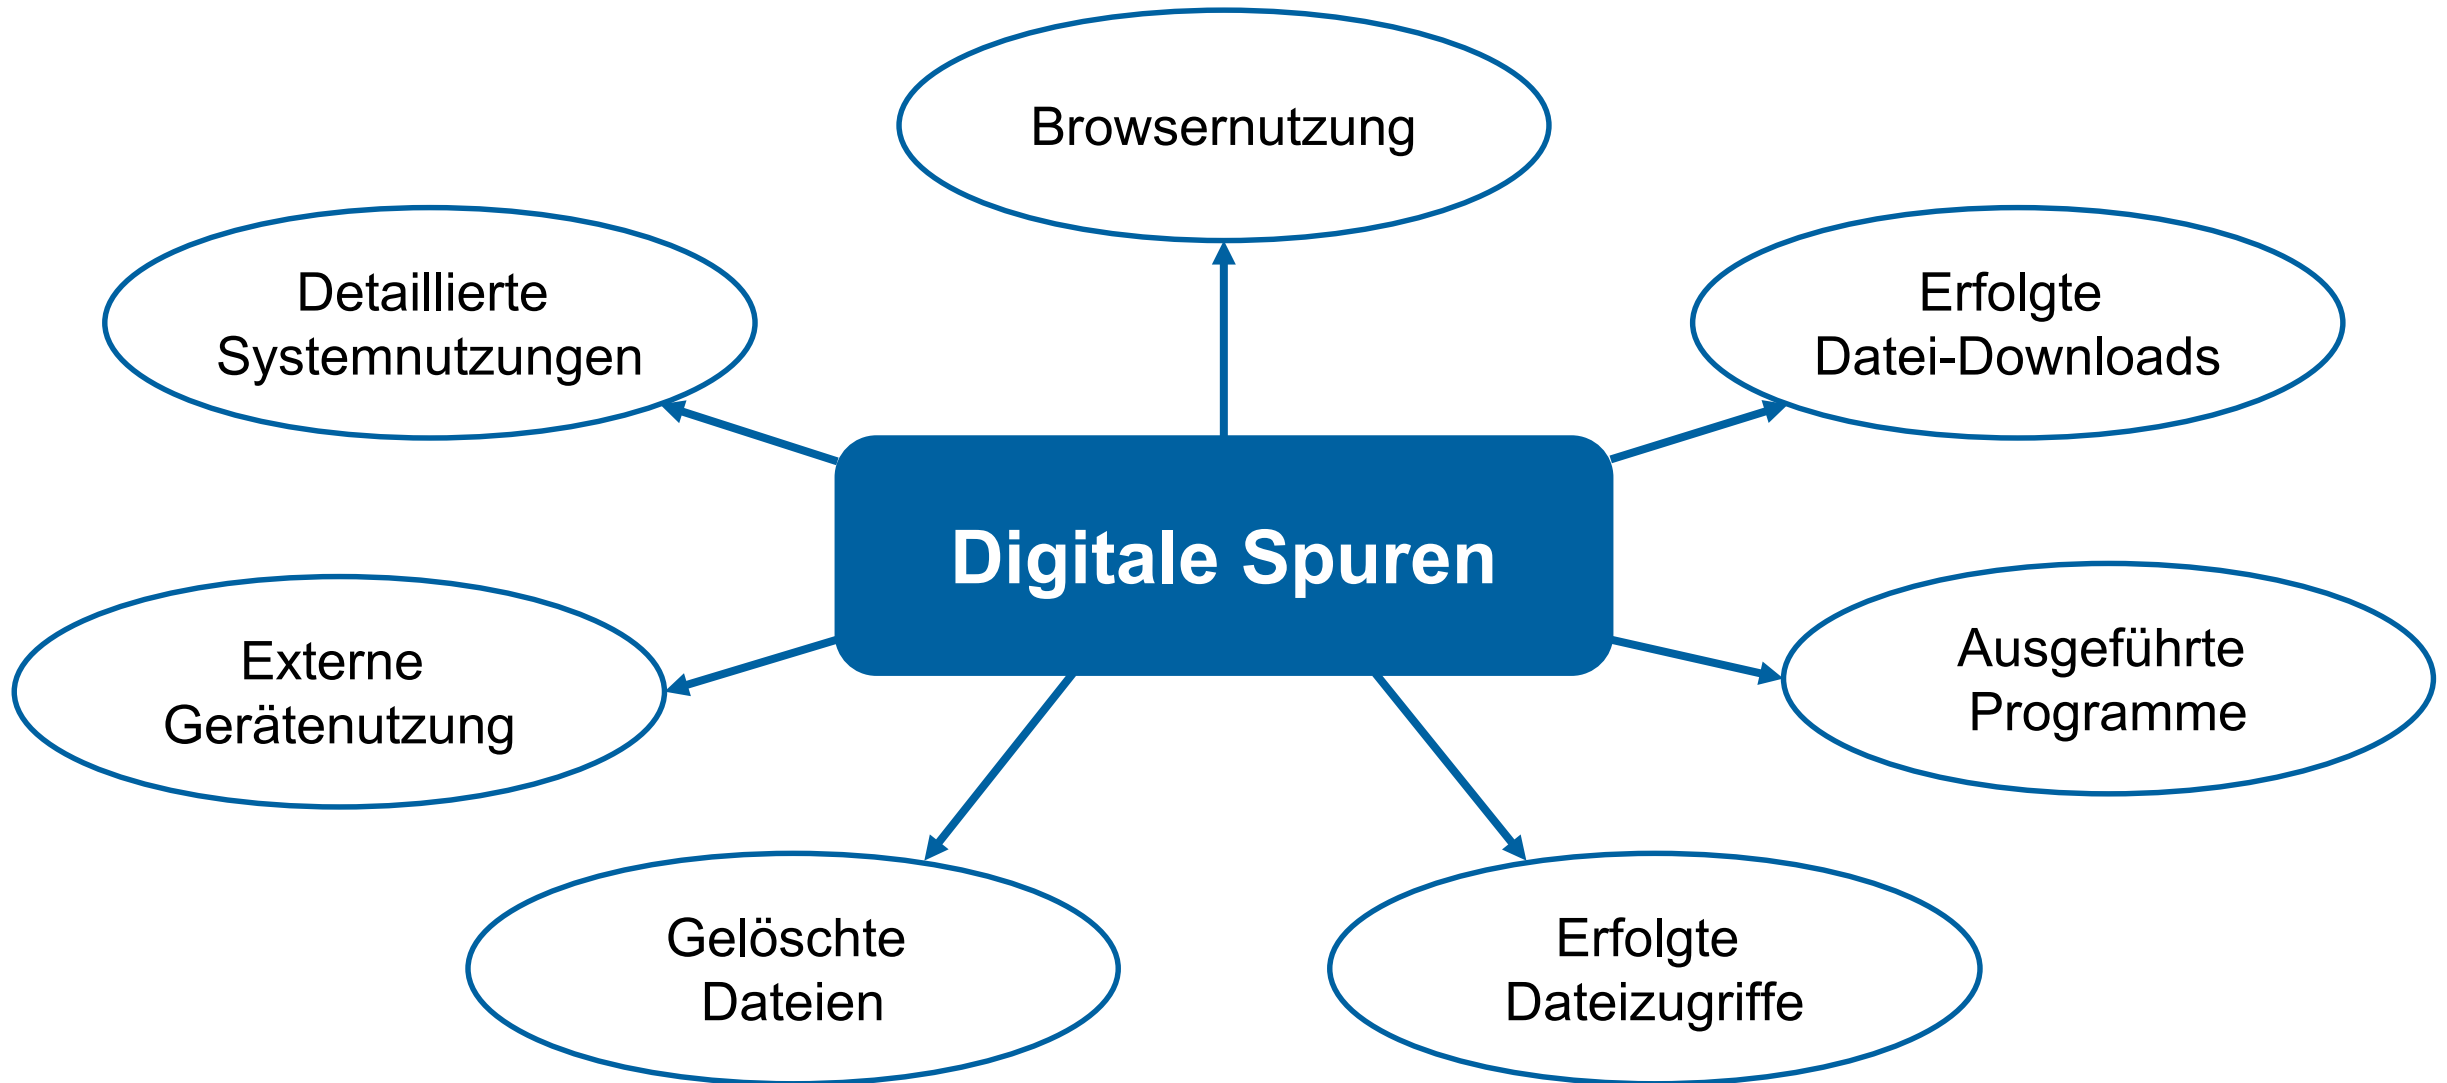 Browsernutzung
Detaillierte
Systemnutzungen
Erfolgte
Datei-Downloads
Digitale Spuren
Externe
Gerätenutzung
Ausgeführte
Programme
Gelöschte
Dateien
Erfolgte
Dateizugriffe